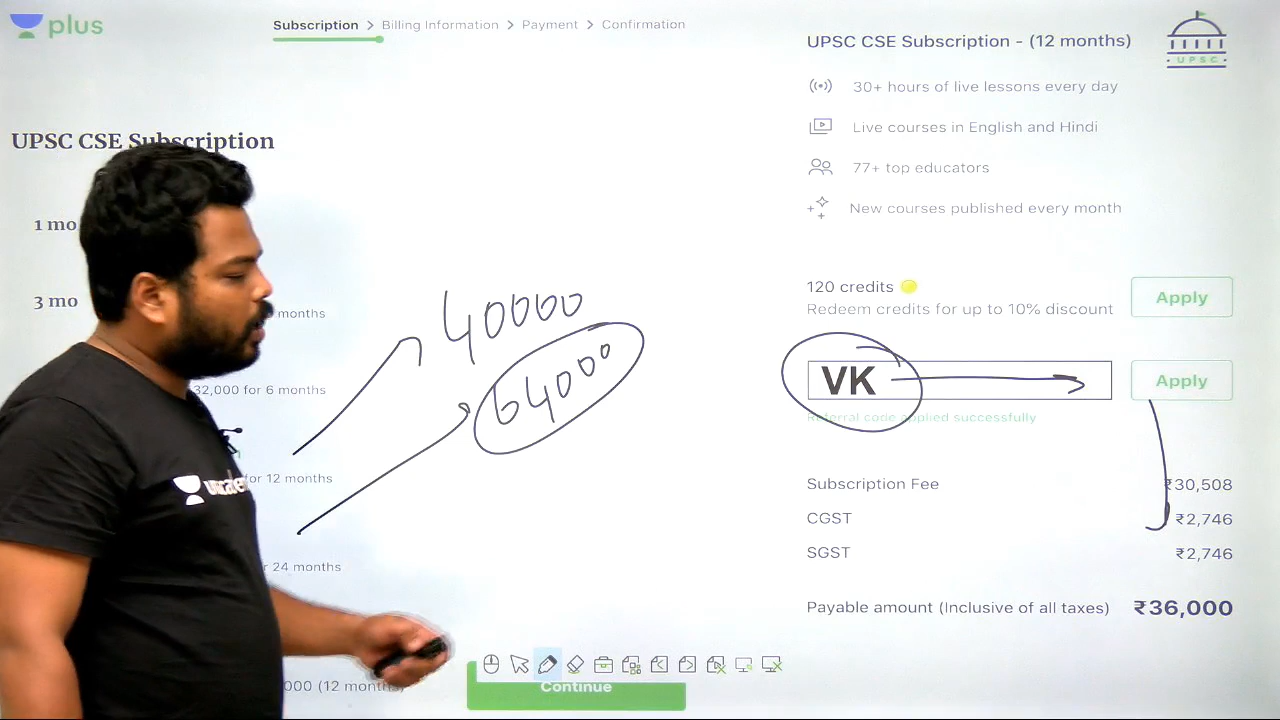 plus
Subscription > Billing Information > Payment > Confirmation
UPSC CSE Subscription - (12 months)
UPSC
30+ hours of live lessons every day
Live courses in English and Hindi
77+ top educators
New courses published every month
UPSC CSE Subscription
1 mo
3 mo
months
32,000 for 6 months
for 12 months
24 months
000 (12 months)
40000
64000
120 credits
Redeem credits for up to 10% discount
Apply
VK
Apply
Referral code applied successfully
Subscription Fee ₹30,508
CGST ₹2,746
SGST ₹2,746
Payable amount (Inclusive of all taxes) ₹36,000
Continue